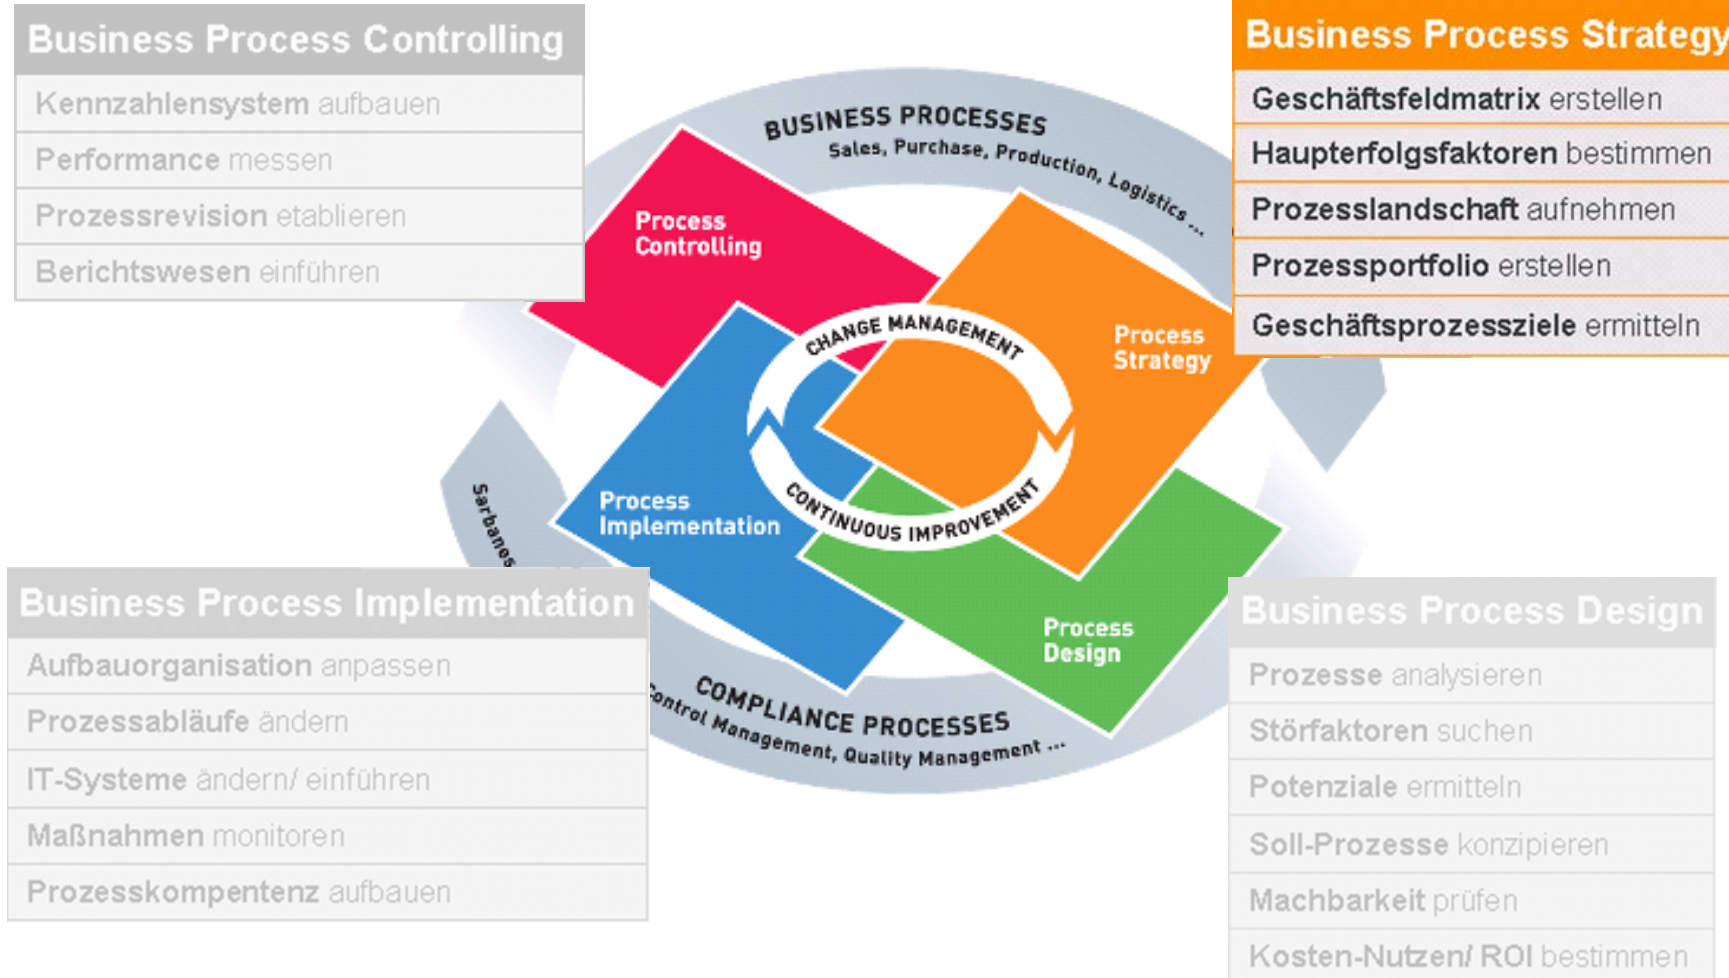 Business Process Controlling
Kennzahlensystem aufbauen
Performance messen
Prozessrevision etablieren
Berichtswesen einführen
Business Process Strategy
Geschäftsfeldmatrix erstellen
Haupterfolgsfaktoren bestimmen
Prozesslandschaft aufnehmen
Prozessportfolio erstellen
Geschäftsprozessziele ermitteln
BUSINESS PROCESSES
Sales, Purchase, Production, Logistics ...
Process
Controlling
Process
Strategy
CHANGE MANAGEMENT
CONTINUOUS IMPROVEMENT
Process
Implementation
Process
Design
Sarbanes
COMPLIANCE PROCESSES
Control Management, Quality Management ...
Business Process Implementation
Aufbauorganisation anpassen
Prozessabläufe ändern
IT-Systeme ändern/ einführen
Maßnahmen monitoren
Prozesskompetenz aufbauen
Business Process Design
Prozesse analysieren
Störfaktoren suchen
Potenziale ermitteln
Soll-Prozesse konzipieren
Machbarkeit prüfen
Kosten-Nutzen/ ROI bestimmen